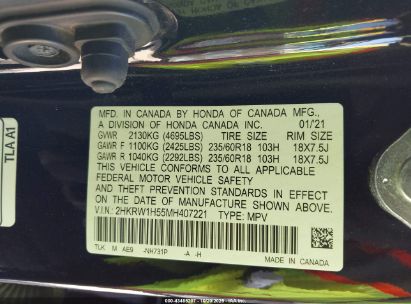 TLA A1
MFD. IN CANADA BY HONDA OF CANADA MFG.,
A DIVISION OF HONDA CANADA INC. 01/'21
GVWR 2130KG (4695LBS) TIRE SIZE RIM SIZE
GAWR F 1100KG (2425LBS) 235/60R18 103H 18X7.5J
GAWR R 1040KG (2292LBS) 235/60R18 103H 18X7.5J
THIS VEHICLE CONFORMS TO ALL APPLICABLE
FEDERAL MOTOR VEHICLE SAFETY
AND THEFT PREVENTION STANDARDS IN EFFECT ON
THE DATE OF MANUFACTURE SHOWN ABOVE.
V.I.N.: 2HKRW1H55MH407221 TYPE: MPV
TLK M AE9 -NH731P -A -H
MADE IN CANADA